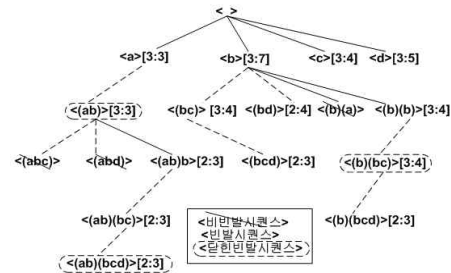 < >
<a>[3:3] <b>[3:7] <c>[3:4] <d>[3:5]
<(ab)>[3:3] <(bc)> [3:4] <(bd)>[2:4] <(b)(a)> <(b)(b)>[3:4]
<(abc)> <(abd)> <(ab)b>[2:3] <(bcd)>[2:3] <(b)(bc)>[3:4]
<(ab)(bc)>[2:3] <(b)(bcd)>[2:3]
<(ab)(bcd)>[2:3]
<비빈발시퀀스>
<빈발시퀀스>
<닫힌빈발시퀀스>